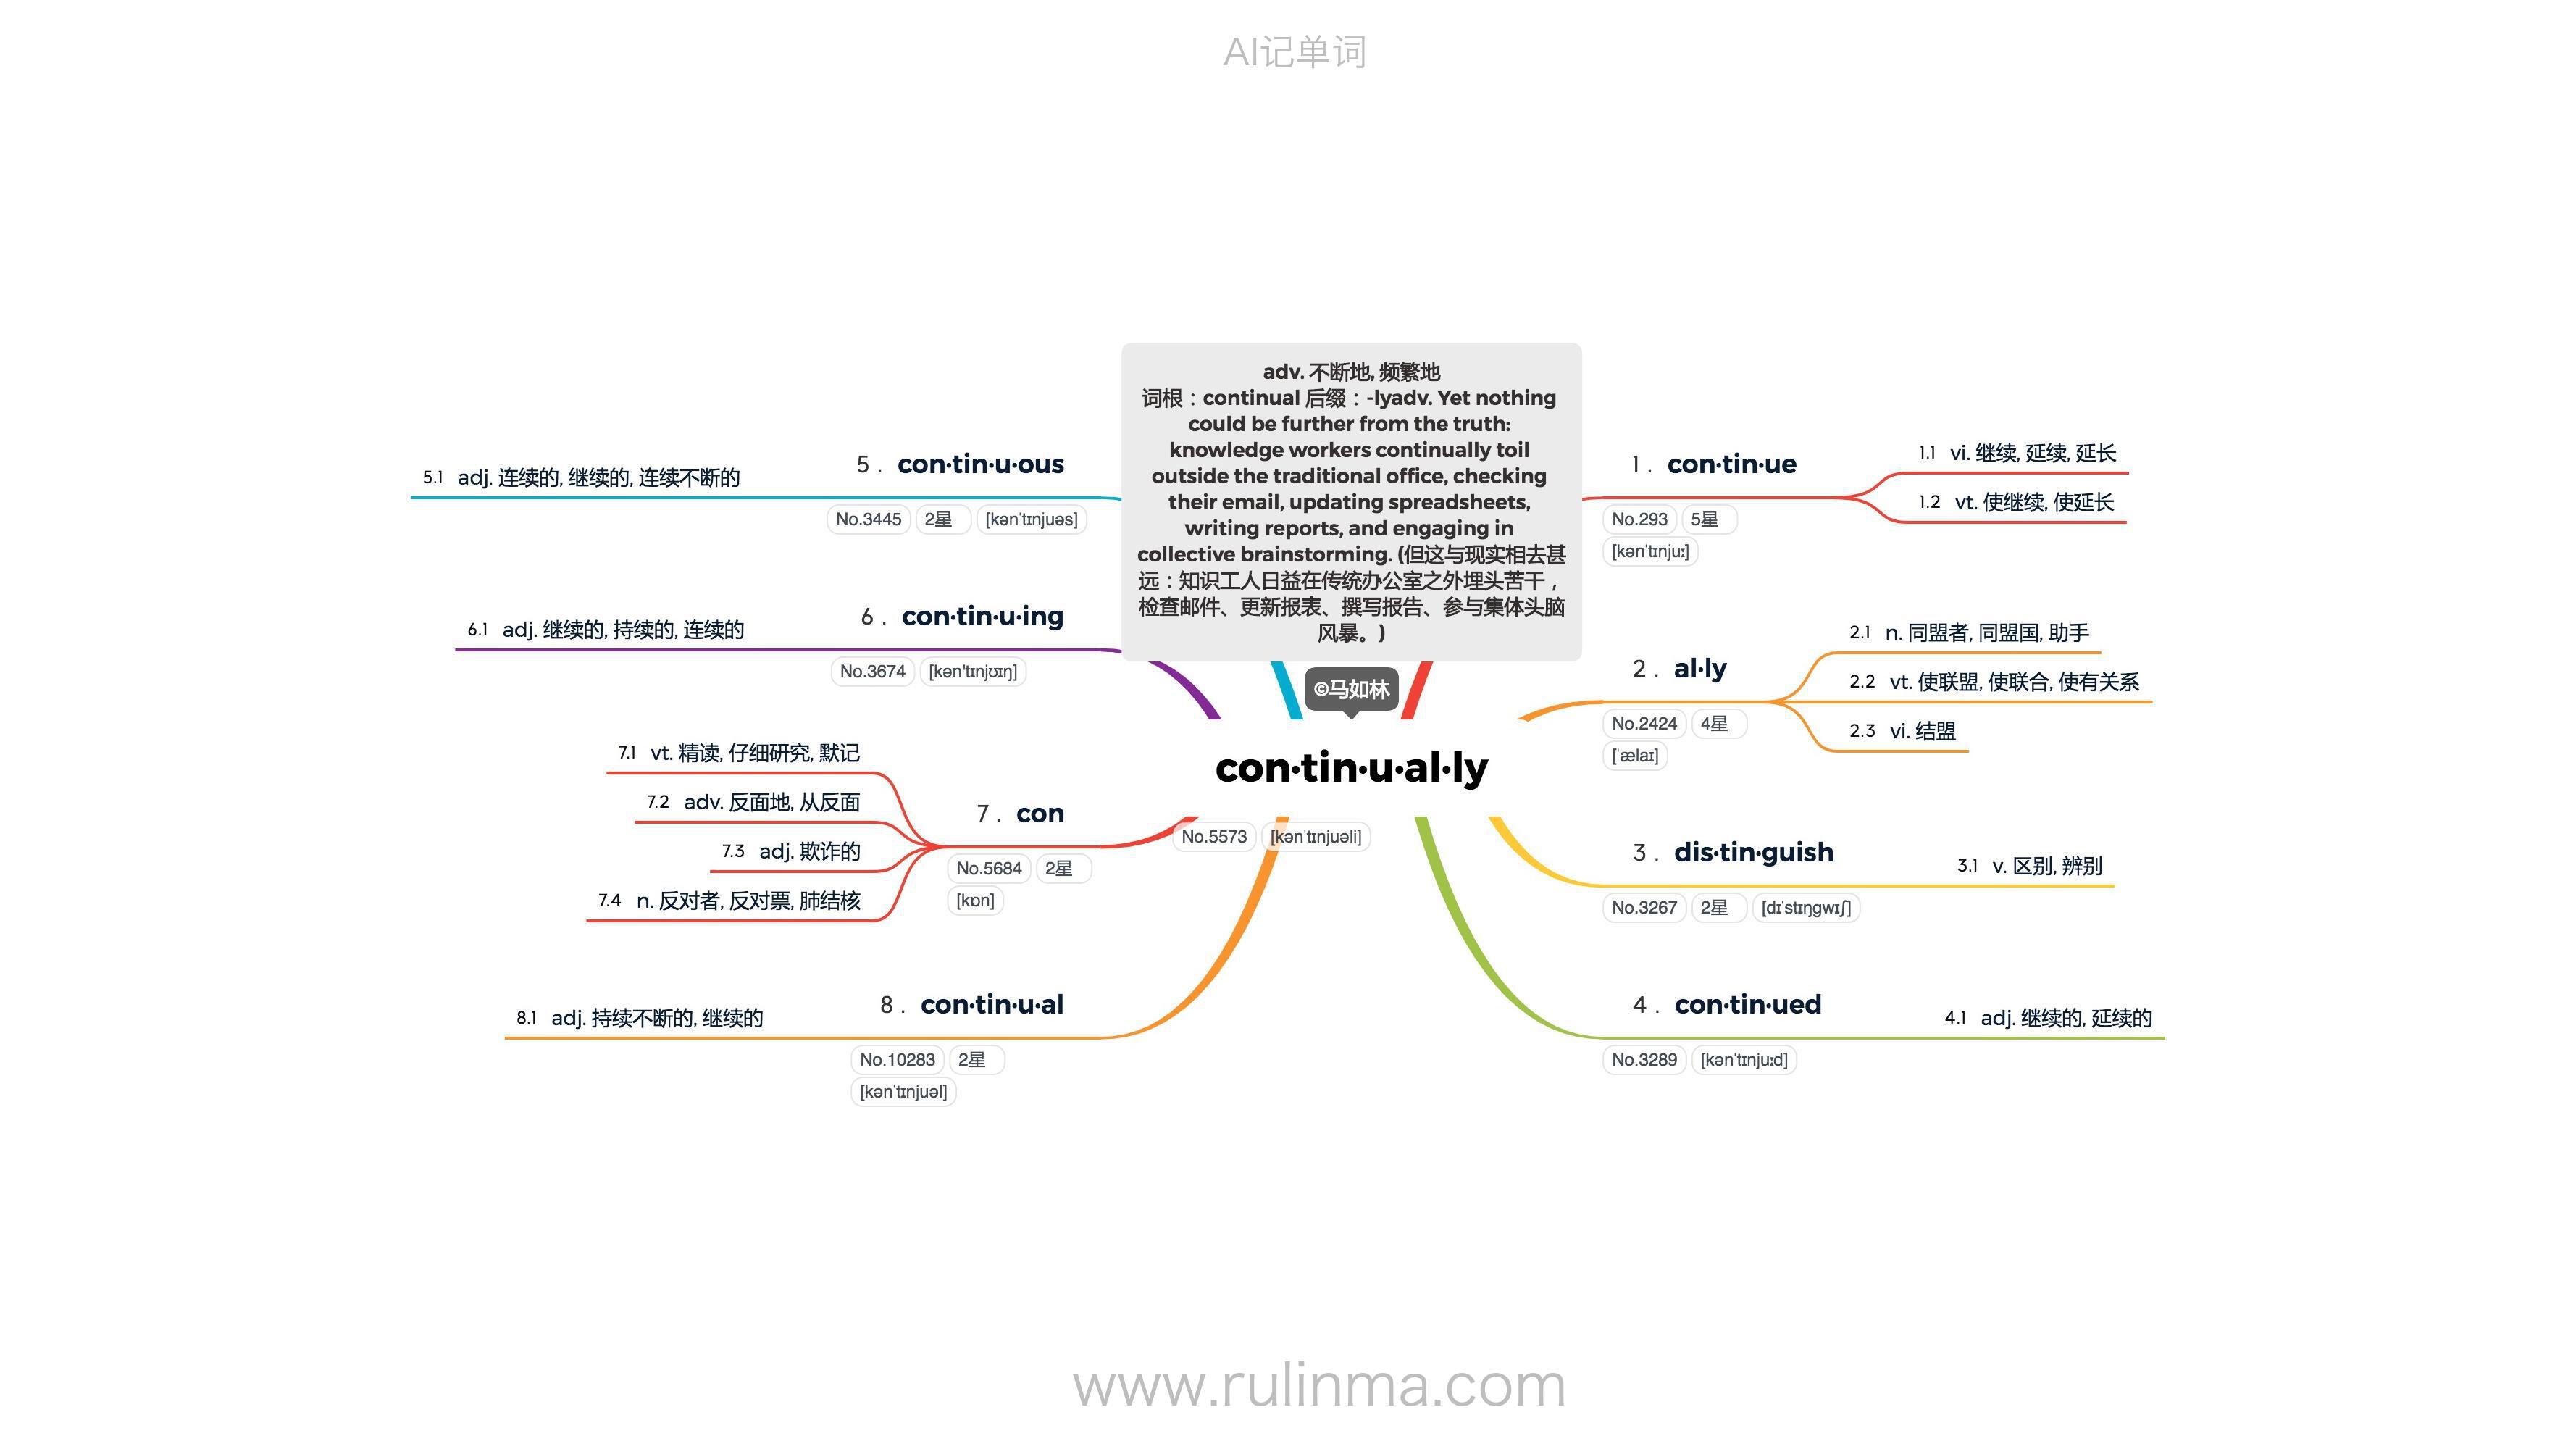 AI记单词
adv. 不断地, 频繁地
词根：continual 后缀：-lyadv. Yet nothing
could be further from the truth:
knowledge workers continually toil
outside the traditional office, checking
their email, updating spreadsheets,
writing reports, and engaging in
collective brainstorming. (但这与现实相去甚
远：知识工人日益在传统办公室之外埋头苦干，
检查邮件、更新报表、撰写报告、参与集体头脑
风暴。)
©马如林
con·tin·u·al·ly
No.5573 [kənˈtɪnjuəli]
1 . con·tin·ue
No.293 5星
[kənˈtɪnjuː]
1.1 vi. 继续, 延续, 延长
1.2 vt. 使继续, 使延长
2 . al·ly
No.2424 4星
[ˈælaɪ]
2.1 n. 同盟者, 同盟国, 助手
2.2 vt. 使联盟, 使联合, 使有关系
2.3 vi. 结盟
3 . dis·tin·guish
No.3267 2星 [dɪˈstɪŋgwɪʃ]
3.1 v. 区别, 辨别
4 . con·tin·ued
No.3289 [kənˈtɪnjuːd]
4.1 adj. 继续的, 延续的
5 . con·tin·u·ous
No.3445 2星 [kənˈtɪnjuəs]
5.1 adj. 连续的, 继续的, 连续不断的
6 . con·tin·u·ing
No.3674 [kən'tɪnjʊɪŋ]
6.1 adj. 继续的, 持续的, 连续的
7 . con
No.5684 2星
[kɒn]
7.1 vt. 精读, 仔细研究, 默记
7.2 adv. 反面地, 从反面
7.3 adj. 欺诈的
7.4 n. 反对者, 反对票, 肺结核
8 . con·tin·u·al
No.10283 2星
[kənˈtɪnjuəl]
8.1 adj. 持续不断的, 继续的
www.rulinma.com